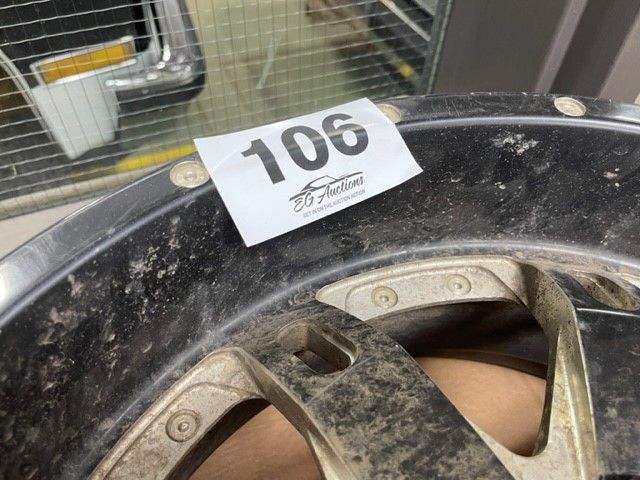 106
EG Auctions
GET IN ON THE AUCTION ACTION